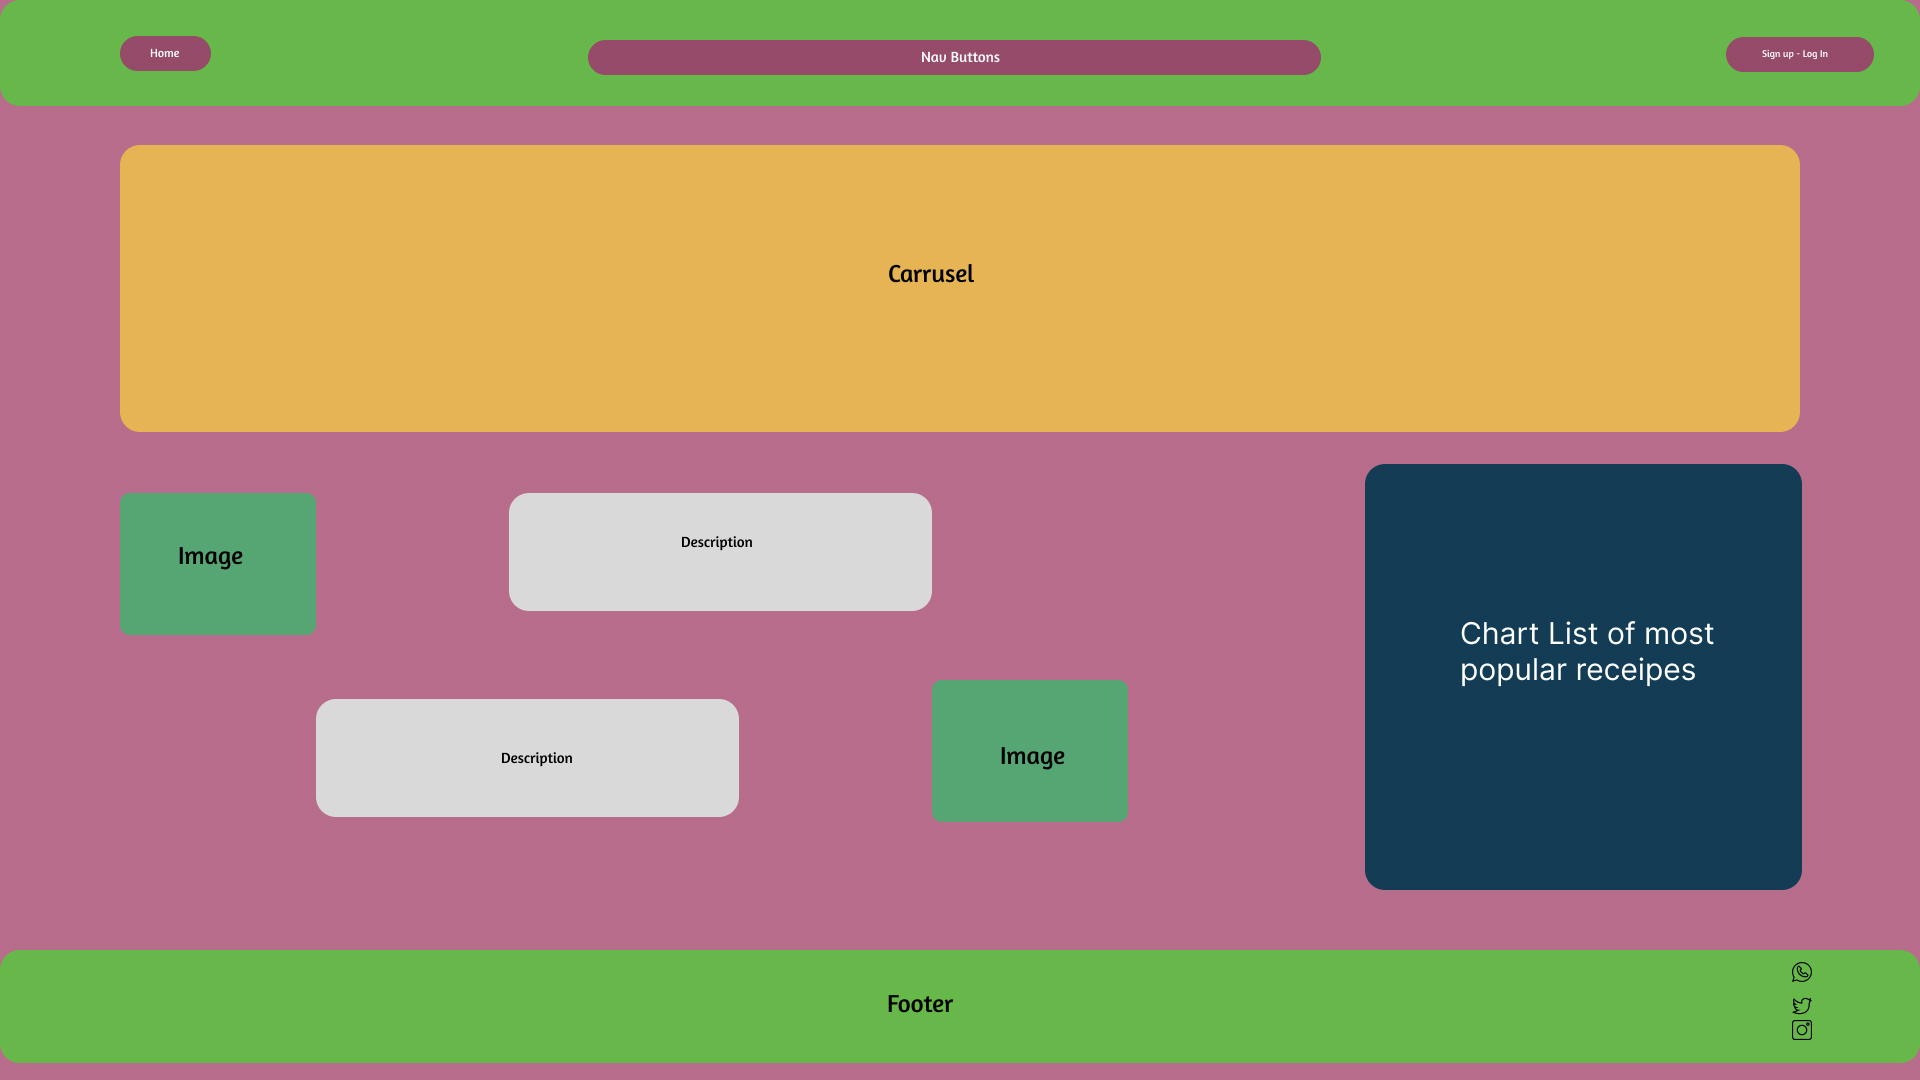 Home
Nav Buttons
Sign up - Log In
Carrusel
Image
Description
Chart List of most
popular receipes
Description
Image
Footer